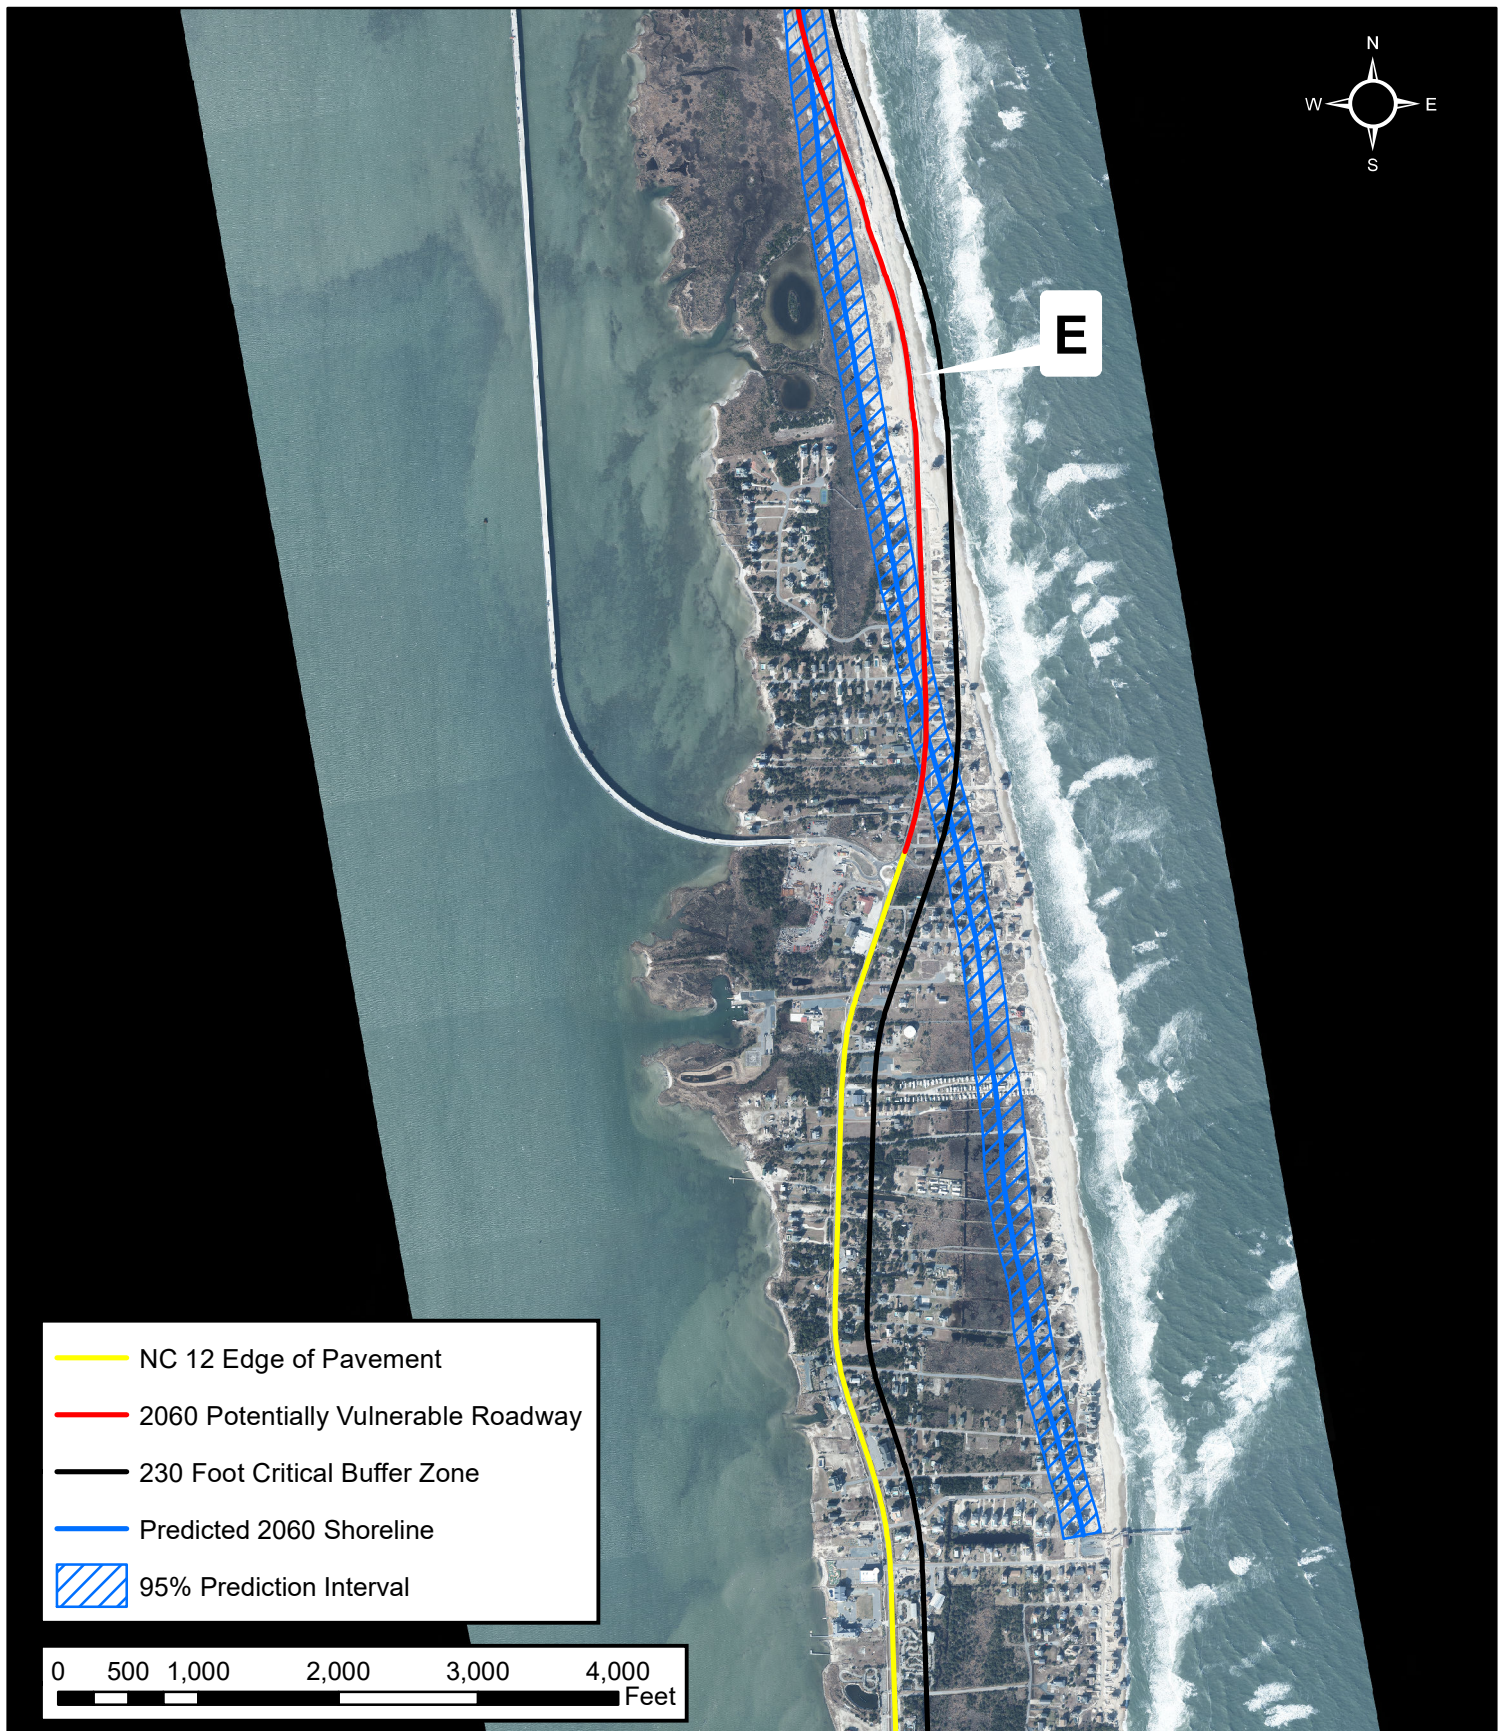 N
W E
S
E
NC 12 Edge of Pavement
2060 Potentially Vulnerable Roadway
230 Foot Critical Buffer Zone
Predicted 2060 Shoreline
95% Prediction Interval
0 500 1,000 2,000 3,000 4,000
Feet